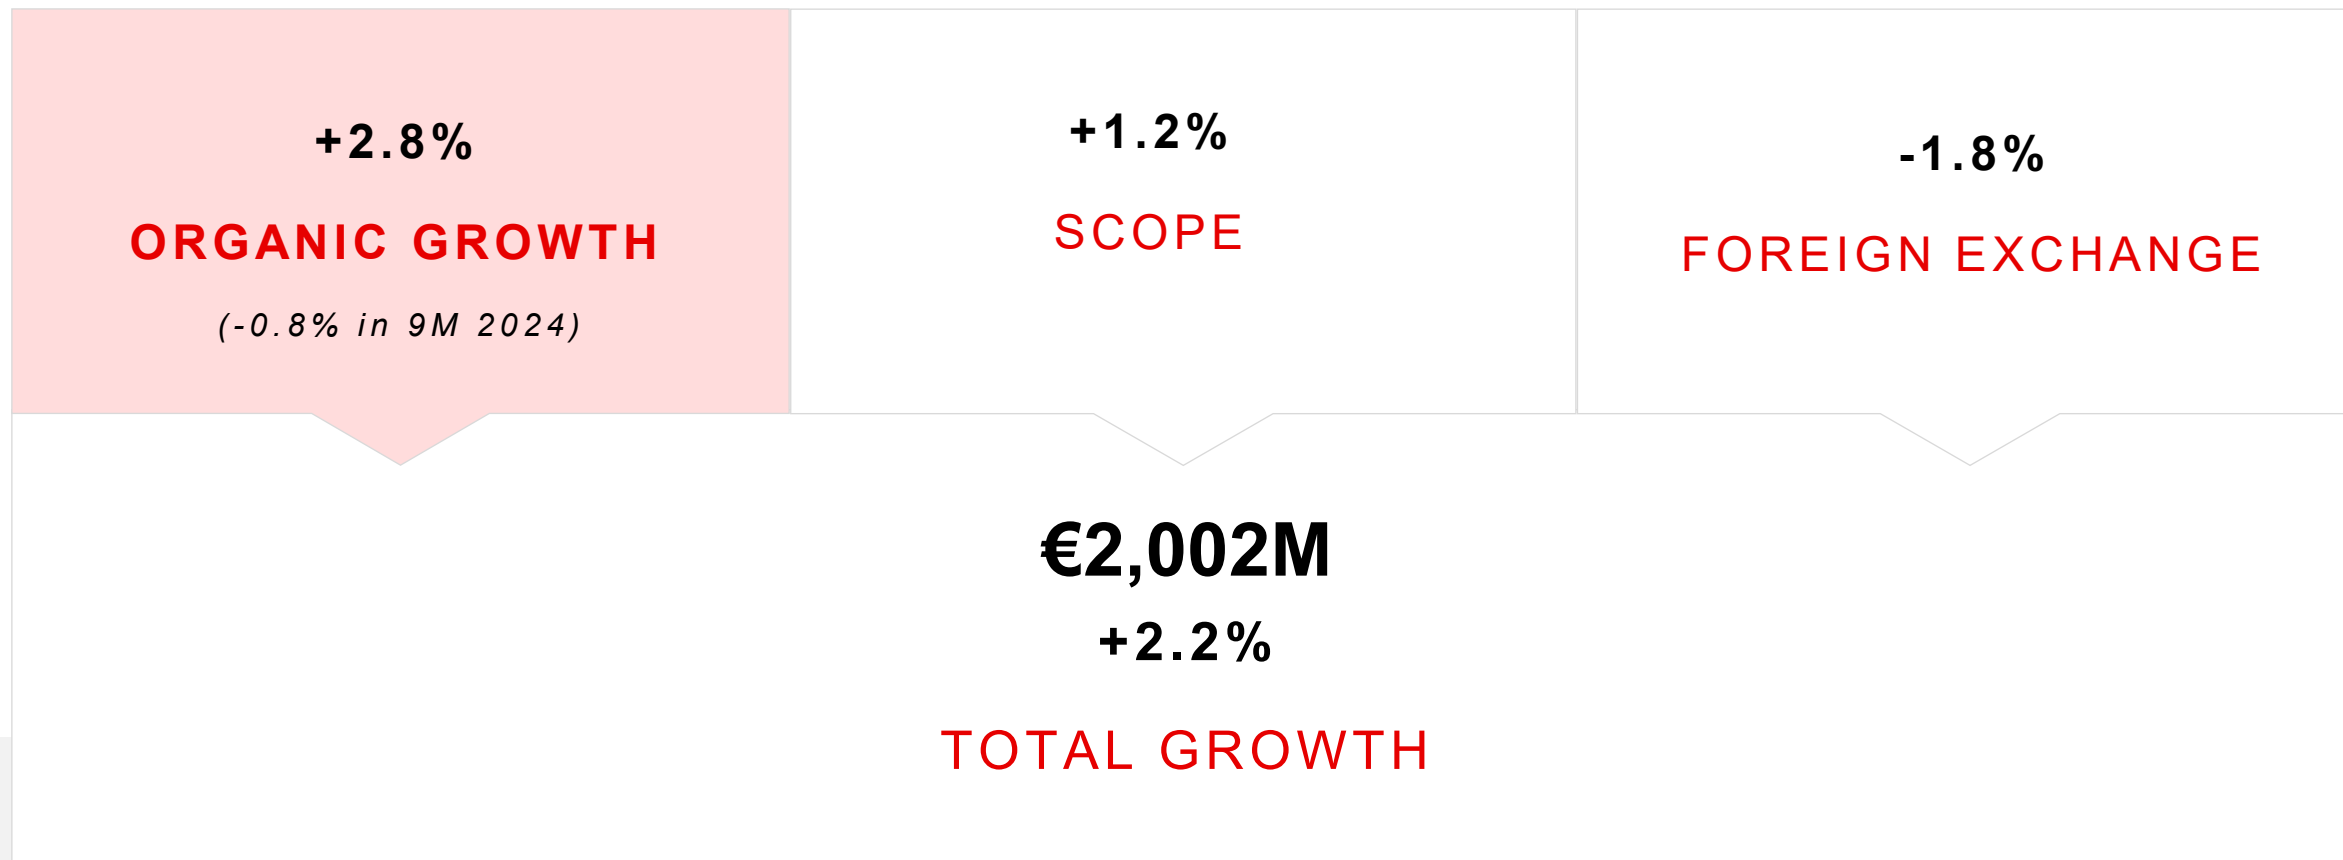 +2.8%
ORGANIC GROWTH
(-0.8% in 9M 2024)
+1.2%
SCOPE
-1.8%
FOREIGN EXCHANGE
€2,002M
+2.2%
TOTAL GROWTH